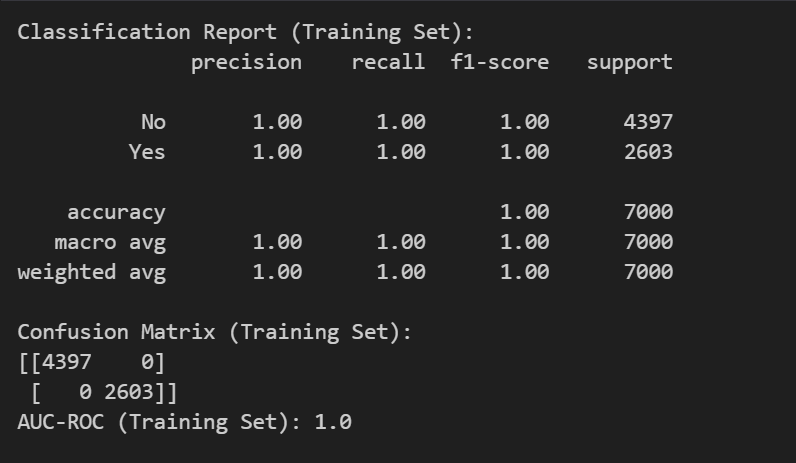 Classification Report (Training Set):
              precision    recall  f1-score   support

          No       1.00      1.00      1.00      4397
         Yes       1.00      1.00      1.00      2603

    accuracy                           1.00      7000
   macro avg       1.00      1.00      1.00      7000
weighted avg       1.00      1.00      1.00      7000

Confusion Matrix (Training Set):
[[4397    0]
 [   0 2603]]
AUC-ROC (Training Set): 1.0